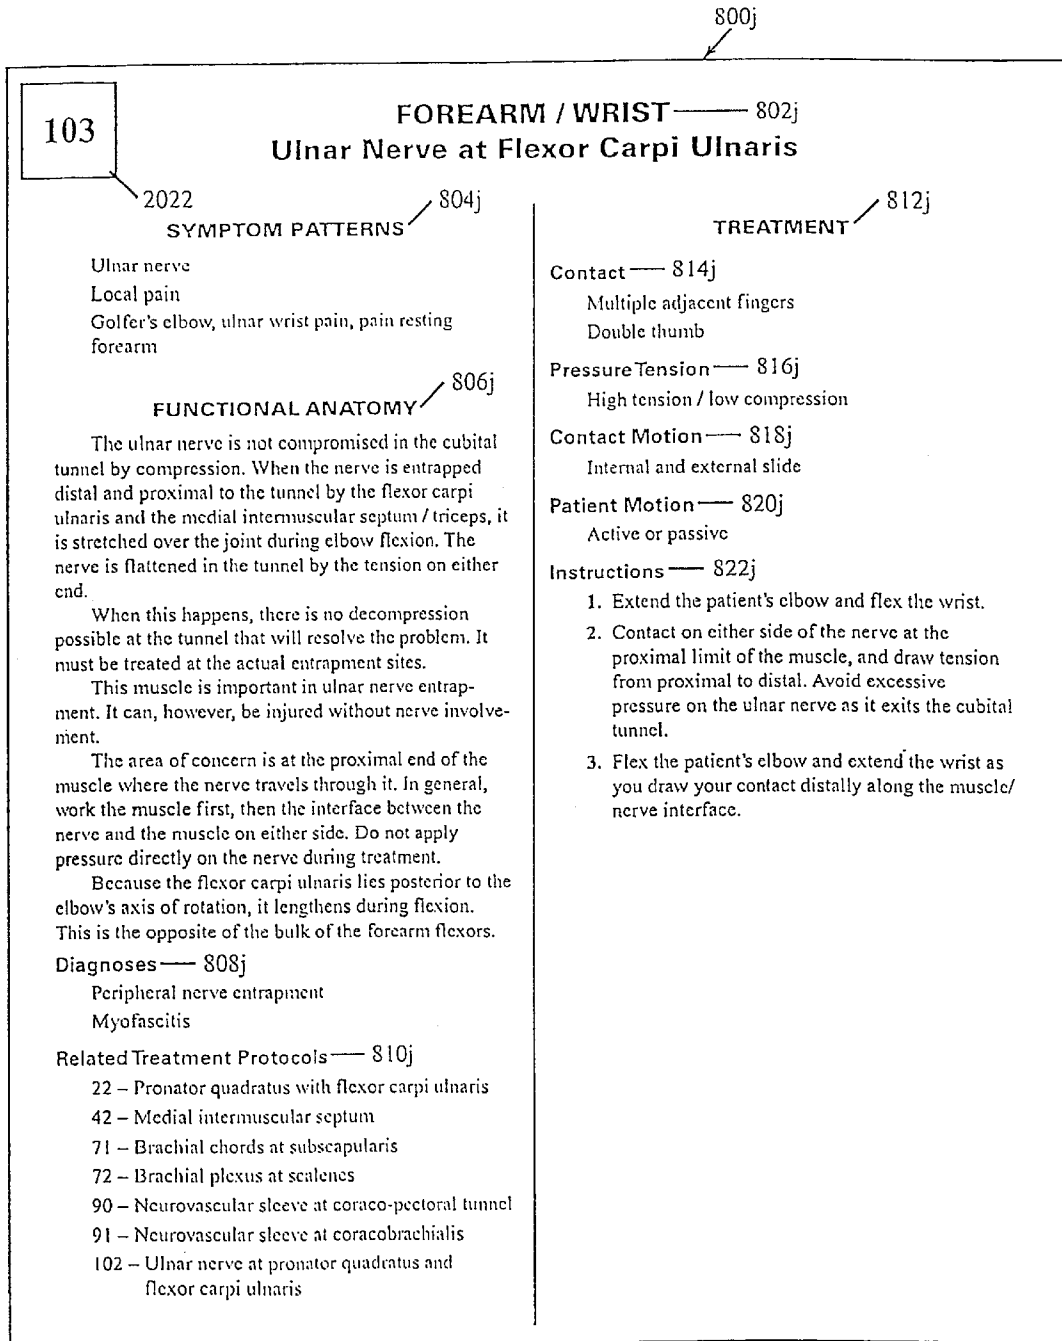 800j
103
FOREARM / WRIST 802j
Ulnar Nerve at Flexor Carpi Ulnaris
2022
804j
SYMPTOM PATTERNS
Ulnar nerve
Local pain
Golfer's elbow, ulnar wrist pain, pain resting
forearm
806j
FUNCTIONAL ANATOMY
The ulnar nerve is not compromised in the cubital
tunnel by compression. When the nerve is entrapped
distal and proximal to the tunnel by the flexor carpi
ulnaris and the medial intermuscular septum / triceps, it
is stretched over the joint during elbow flexion. The
nerve is flattened in the tunnel by the tension on either
end.
When this happens, there is no decompression
possible at the tunnel that will resolve the problem. It
must be treated at the actual entrapment sites.
This muscle is important in ulnar nerve entrap-
ment. It can, however, be injured without nerve involve-
ment.
The area of concern is at the proximal end of the
muscle where the nerve travels through it. In general,
work the muscle first, then the interface between the
nerve and the muscle on either side. Do not apply
pressure directly on the nerve during treatment.
Because the flexor carpi ulnaris lies posterior to the
elbow's axis of rotation, it lengthens during flexion.
This is the opposite of the bulk of the forearm flexors.
Diagnoses 808j
Peripheral nerve entrapment
Myofascitis
Related Treatment Protocols 810j
22 – Pronator quadratus with flexor carpi ulnaris
42 – Medial intermuscular septum
71 – Brachial chords at subscapularis
72 – Brachial plexus at scalenes
90 – Neurovascular sleeve at coraco-pectoral tunnel
91 – Neurovascular sleeve at coracobrachialis
102 – Ulnar nerve at pronator quadratus and
flexor carpi ulnaris
812j
TREATMENT
Contact 814j
Multiple adjacent fingers
Double thumb
Pressure Tension 816j
High tension / low compression
Contact Motion 818j
Internal and external slide
Patient Motion 820j
Active or passive
Instructions 822j
1. Extend the patient's elbow and flex the wrist.
2. Contact on either side of the nerve at the
proximal limit of the muscle, and draw tension
from proximal to distal. Avoid excessive
pressure on the ulnar nerve as it exits the cubital
tunnel.
3. Flex the patient's elbow and extend the wrist as
you draw your contact distally along the muscle/
nerve interface.